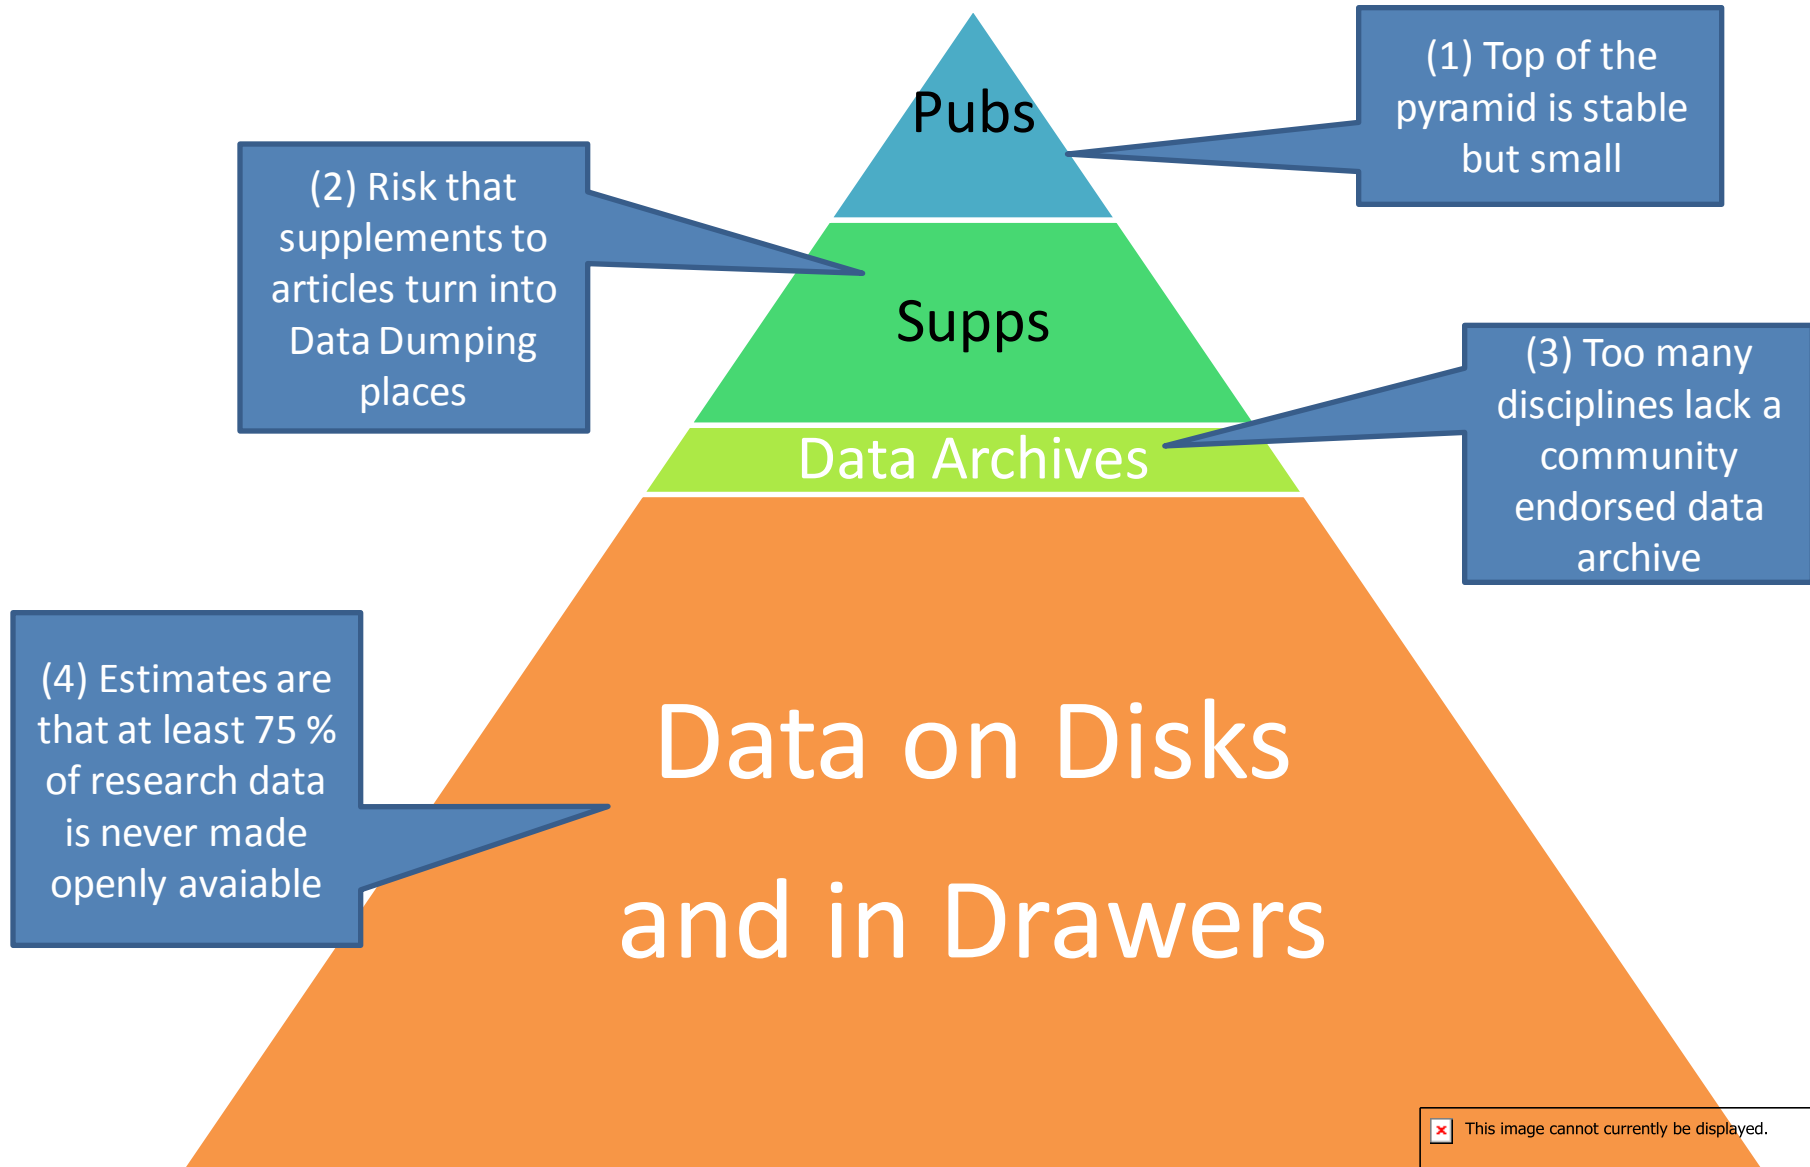 Pubs
(1) Top of the
pyramid is stable
but small
(2) Risk that
supplements to
articles turn into
Data Dumping
places
Supps
(3) Too many
disciplines lack a
community
endorsed data
archive
Data Archives
(4) Estimates are
that at least 75 %
of research data
is never made
openly avaiable
Data on Disks
and in Drawers
This image cannot currently be displayed.